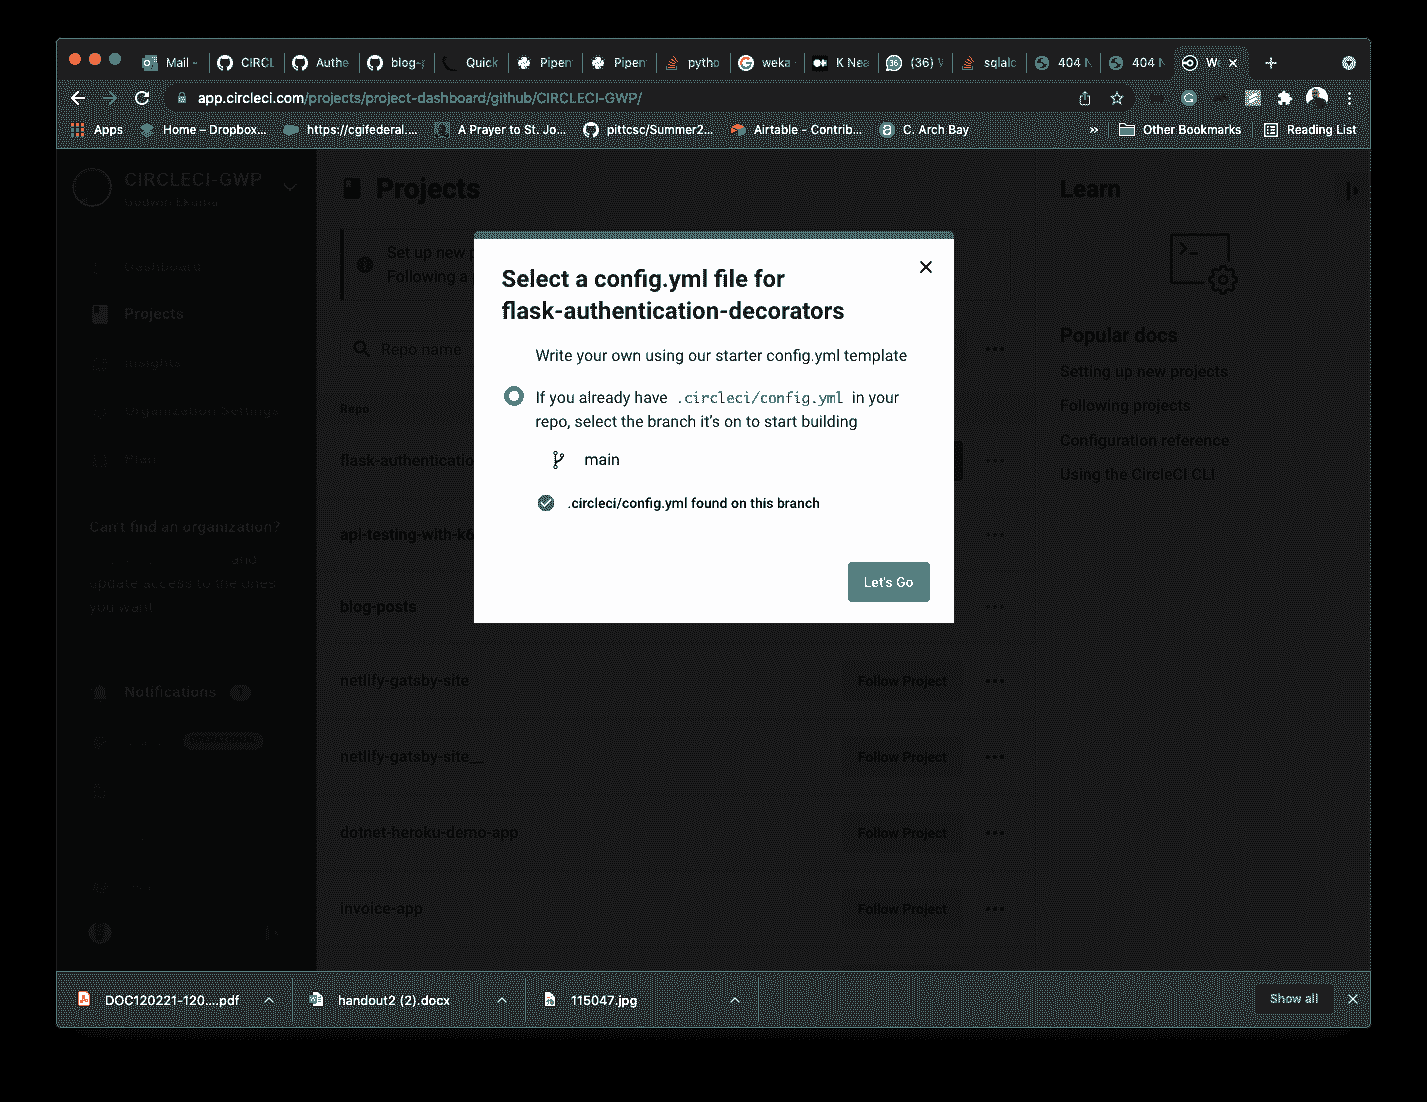 Mail -
CIRCL
Authe
blog-g
Quick
Pipen
Pipen
pytho
weka
K Nea
(36)
sqlalc
404 N
404 N
We
app.circleci.com/projects/project-dashboard/github/CIRCLECI-GWP/
Apps
Home – Dropbox...
https://cgifederal....
A Prayer to St. Jo...
pittcsc/Summer2...
Airtable - Contrib...
C. Arch Bay
»
Other Bookmarks
Reading List
CIRCLECI-GWP
Dashboard
Projects
Insights
Organization Settings
Plan
Can't find an organization?
and
update access to the ones
you want
Notifications
Projects
Set up new p
Following a
Repo name
Repo
flask-authenticatio
api-testing-with-k6
blog-posts
netlify-gatsby-site
Follow Project
netlify-gatsby-site__
Follow Project
dotnet-heroku-demo-app
Follow Project
invoice-app
Follow Project
Select a config.yml file for
flask-authentication-decorators
Write your own using our starter config.yml template
If you already have .circleci/config.yml in your
repo, select the branch it's on to start building
main
.circleci/config.yml found on this branch
Let's Go
Learn
Popular docs
Setting up new projects
Following projects
Configuration reference
Using the CircleCI CLI
DOC120221-120....pdf
handout2 (2).docx
115047.jpg
Show all